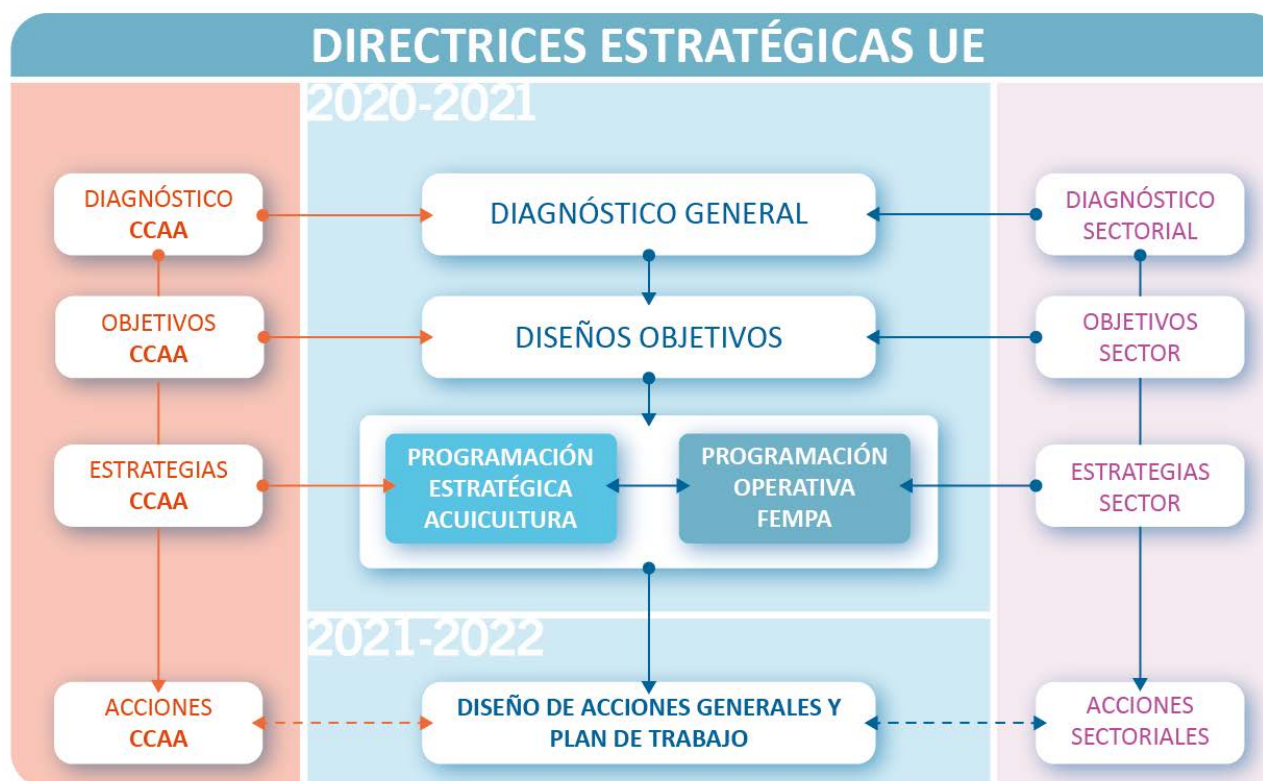 DIRECTRICES ESTRATÉGICAS UE
2020-2021
DIAGNÓSTICO
CCAA
DIAGNÓSTICO GENERAL
DIAGNÓSTICO
SECTORIAL
OBJETIVOS
CCAA
DISEÑOS OBJETIVOS
OBJETIVOS
SECTOR
ESTRATEGIAS
CCAA
PROGRAMACIÓN
ESTRATÉGICA
ACUICULTURA
PROGRAMACIÓN
OPERATIVA
FEMPA
ESTRATEGIAS
SECTOR
2021-2022
ACCIONES
CCAA
DISEÑO DE ACCIONES GENERALES Y
PLAN DE TRABAJO
ACCIONES
SECTORIALES